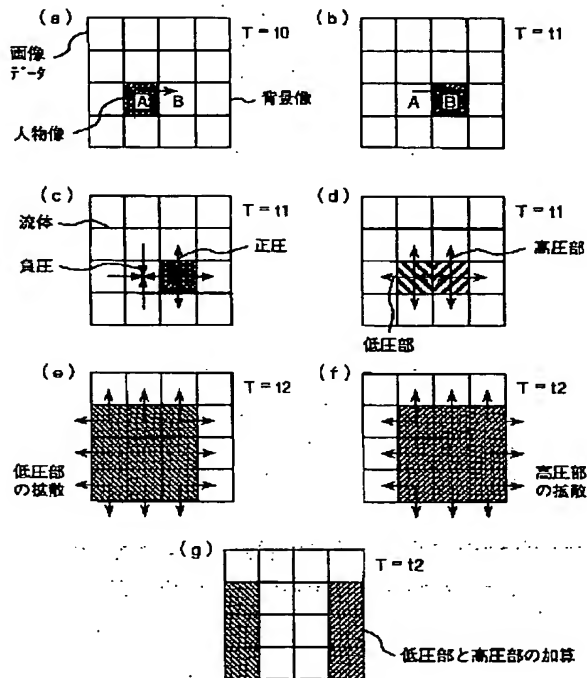 (a)
画像
データ
T=t0
A
B
人物像
背景像
(b)
T=t1
A
B
(c)
T=t1
流体
負圧
正圧
(d)
T=t1
高圧部
低圧部
(e)
T=t2
低圧部
の拡散
(f)
T=t2
高圧部
の拡散
(g)
T=t2
低圧部と高圧部の加算